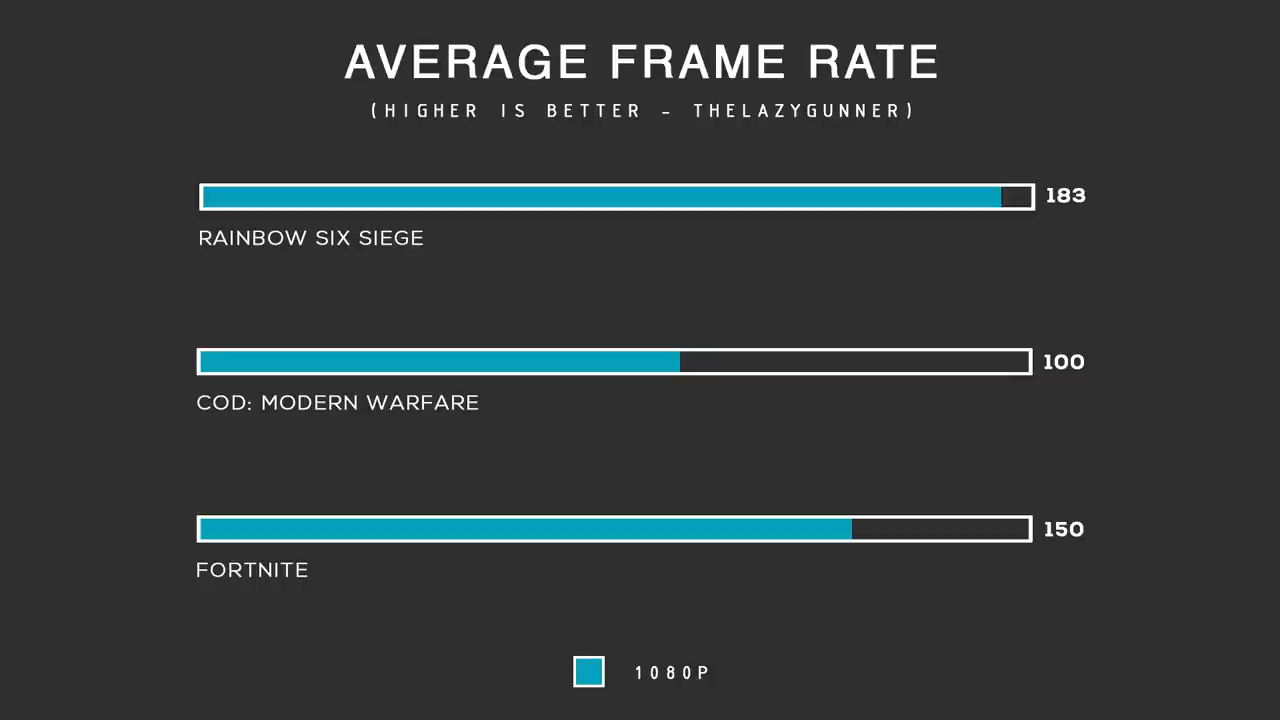 AVERAGE FRAME RATE
(HIGHER IS BETTER - THELAZYGUNNER)
183
RAINBOW SIX SIEGE
100
COD: MODERN WARFARE
150
FORTNITE
1080P